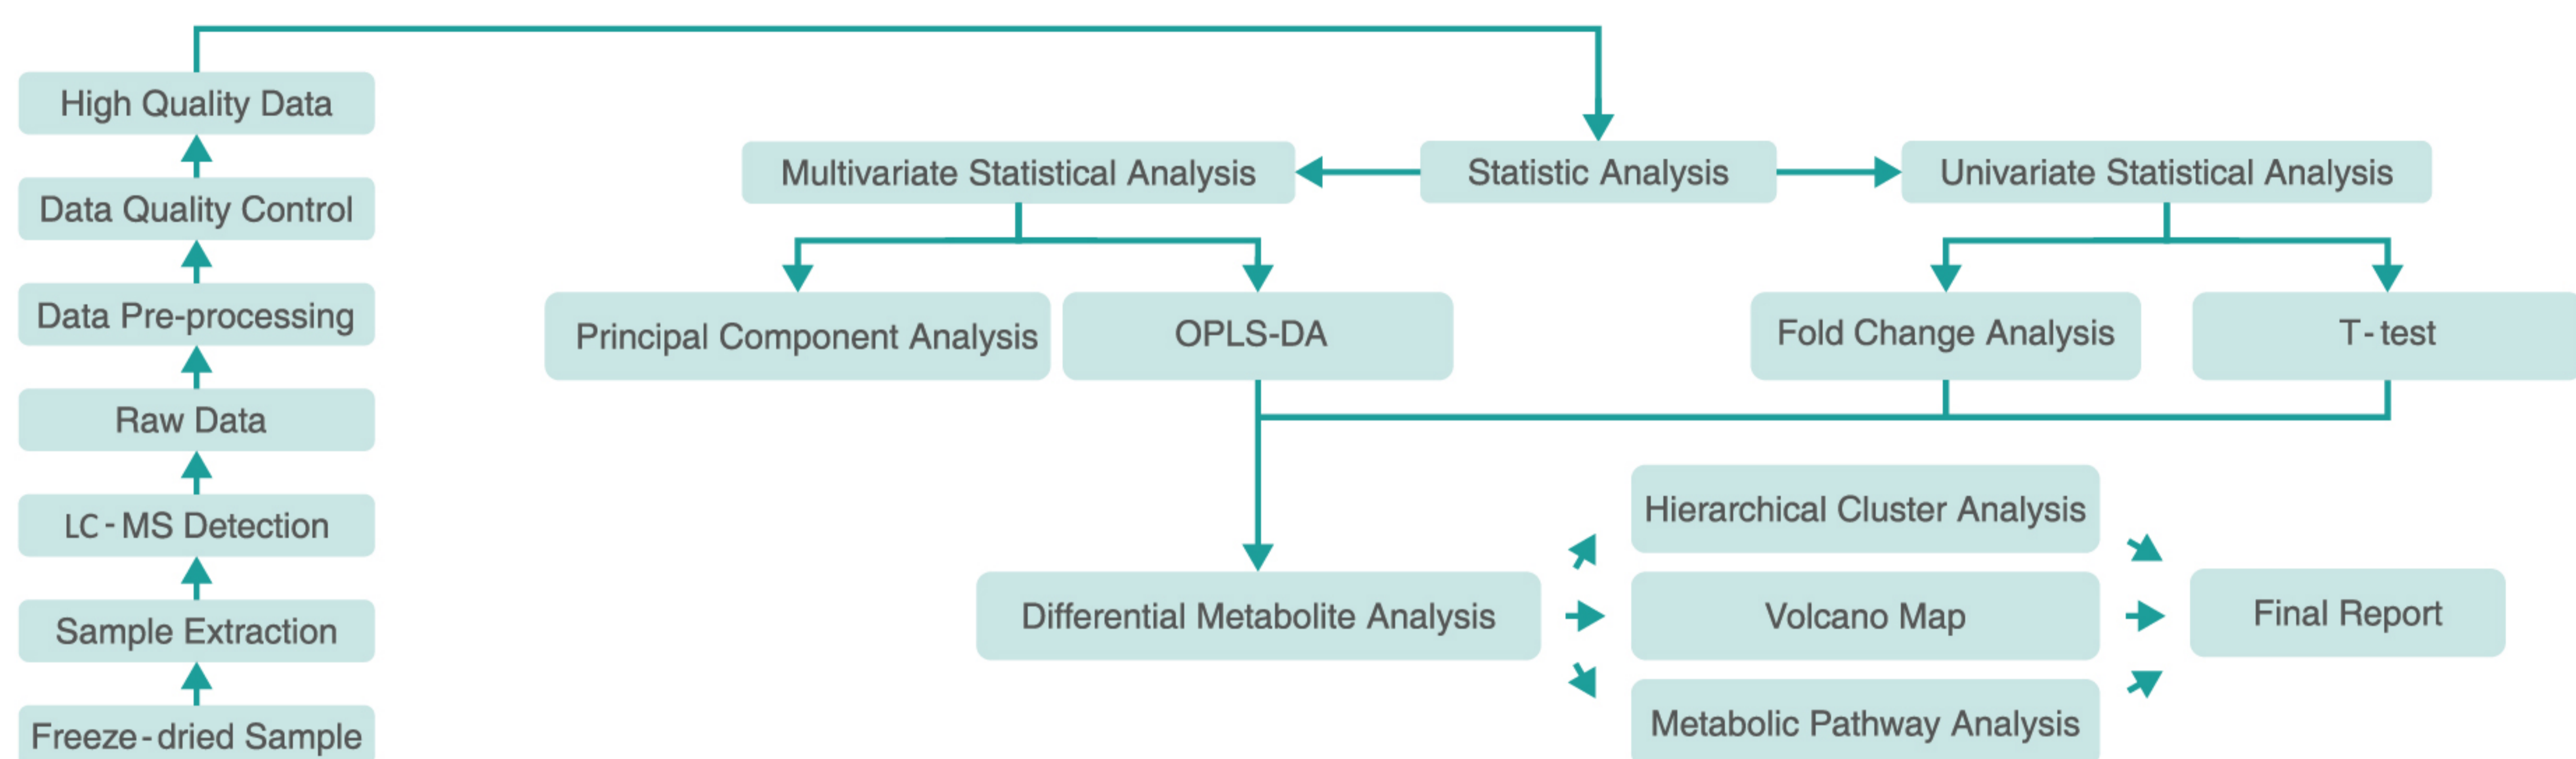 High Quality Data
Data Quality Control
Data Pre-processing
Raw Data
LC-MS Detection
Sample Extraction
Freeze-dried Sample
Multivariate Statistical Analysis
Statistic Analysis
Univariate Statistical Analysis
Principal Component Analysis
OPLS-DA
Fold Change Analysis
T-test
Differential Metabolite Analysis
Hierarchical Cluster Analysis
Volcano Map
Metabolic Pathway Analysis
Final Report